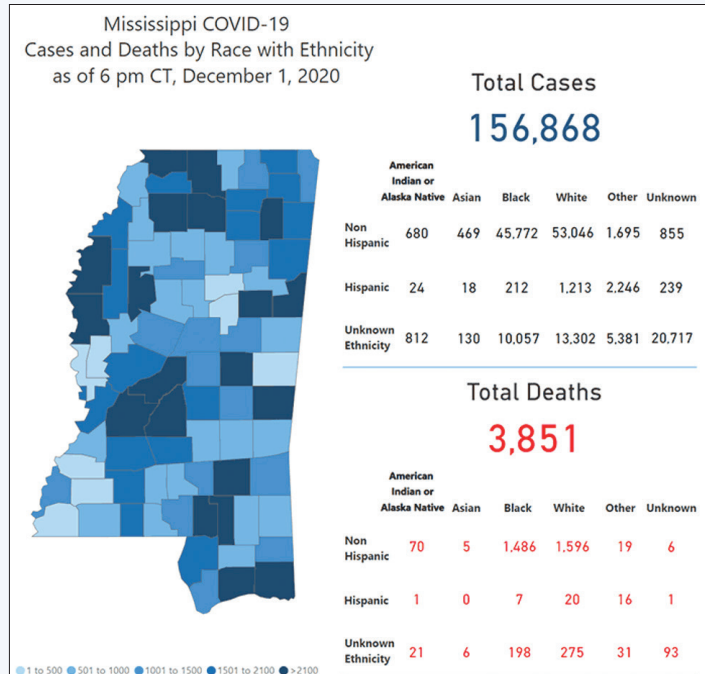 Mississippi COVID-19
Cases and Deaths by Race with Ethnicity
as of 6 pm CT, December 1, 2020
Total Cases
156,868
American
Indian or
Alaska Native Asian Black White Other Unknown
Non
Hispanic 680 469 45,772 53,046 1,695 855
Hispanic 24 18 212 1,213 2,246 239
Unknown
Ethnicity 812 130 10,057 13,302 5,381 20,717
Total Deaths
3,851
American
Indian or
Alaska Native Asian Black White Other Unknown
Non
Hispanic 70 5 1,486 1,596 19 6
Hispanic 1 0 7 20 16 1
Unknown
Ethnicity 21 6 198 275 31 93
1 to 500 501 to 1000 1001 to 1500 1501 to 2100 >2100